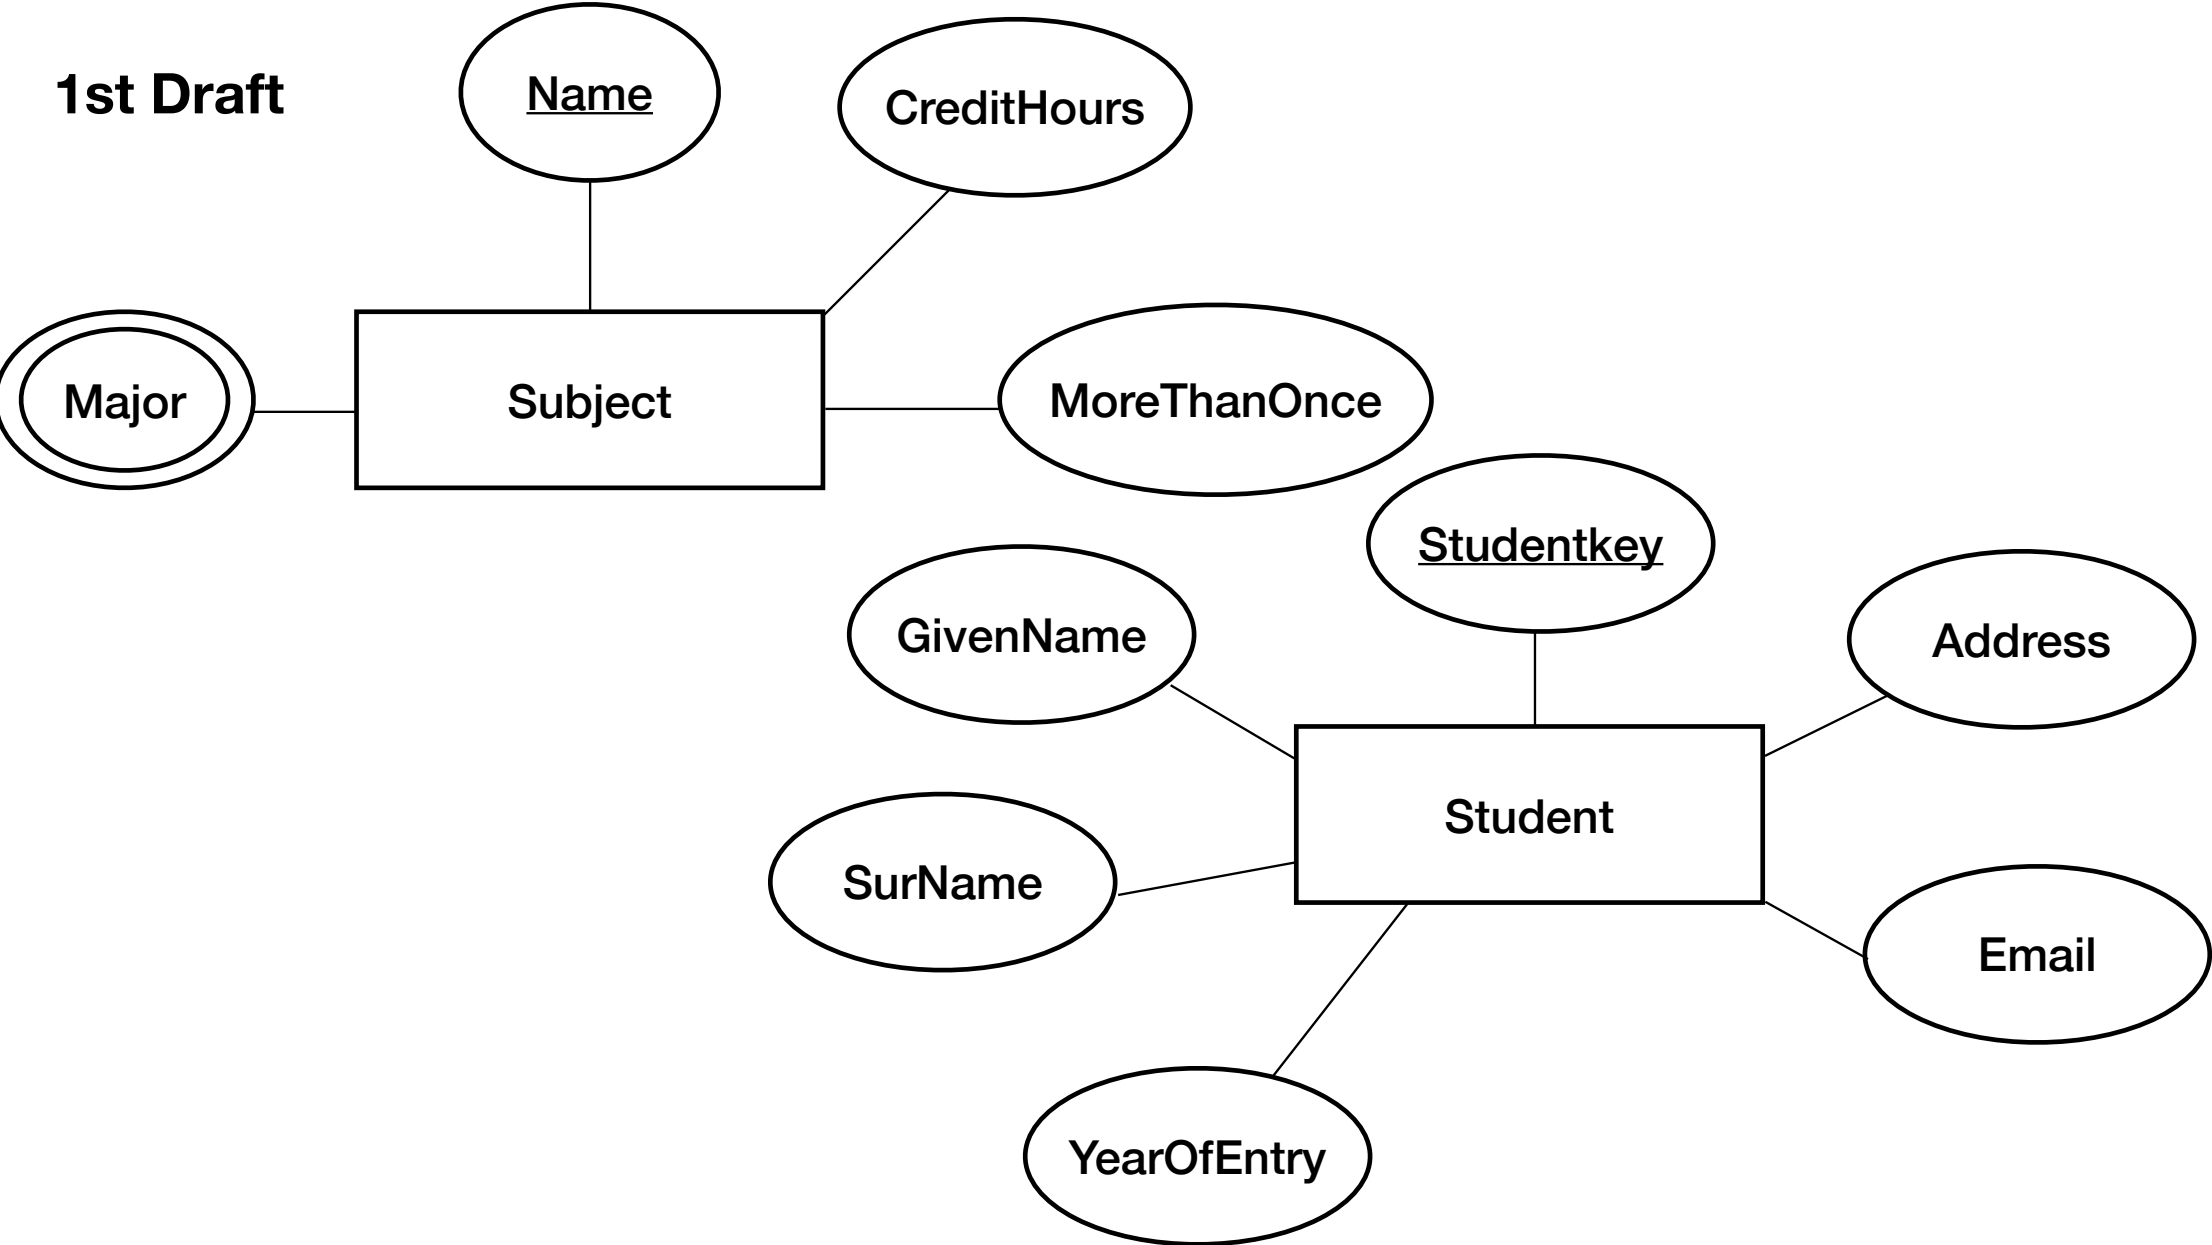 1st Draft
Name
CreditHours
Major
Subject
MoreThanOnce
Studentkey
GivenName
Address
Student
SurName
Email
YearOfEntry